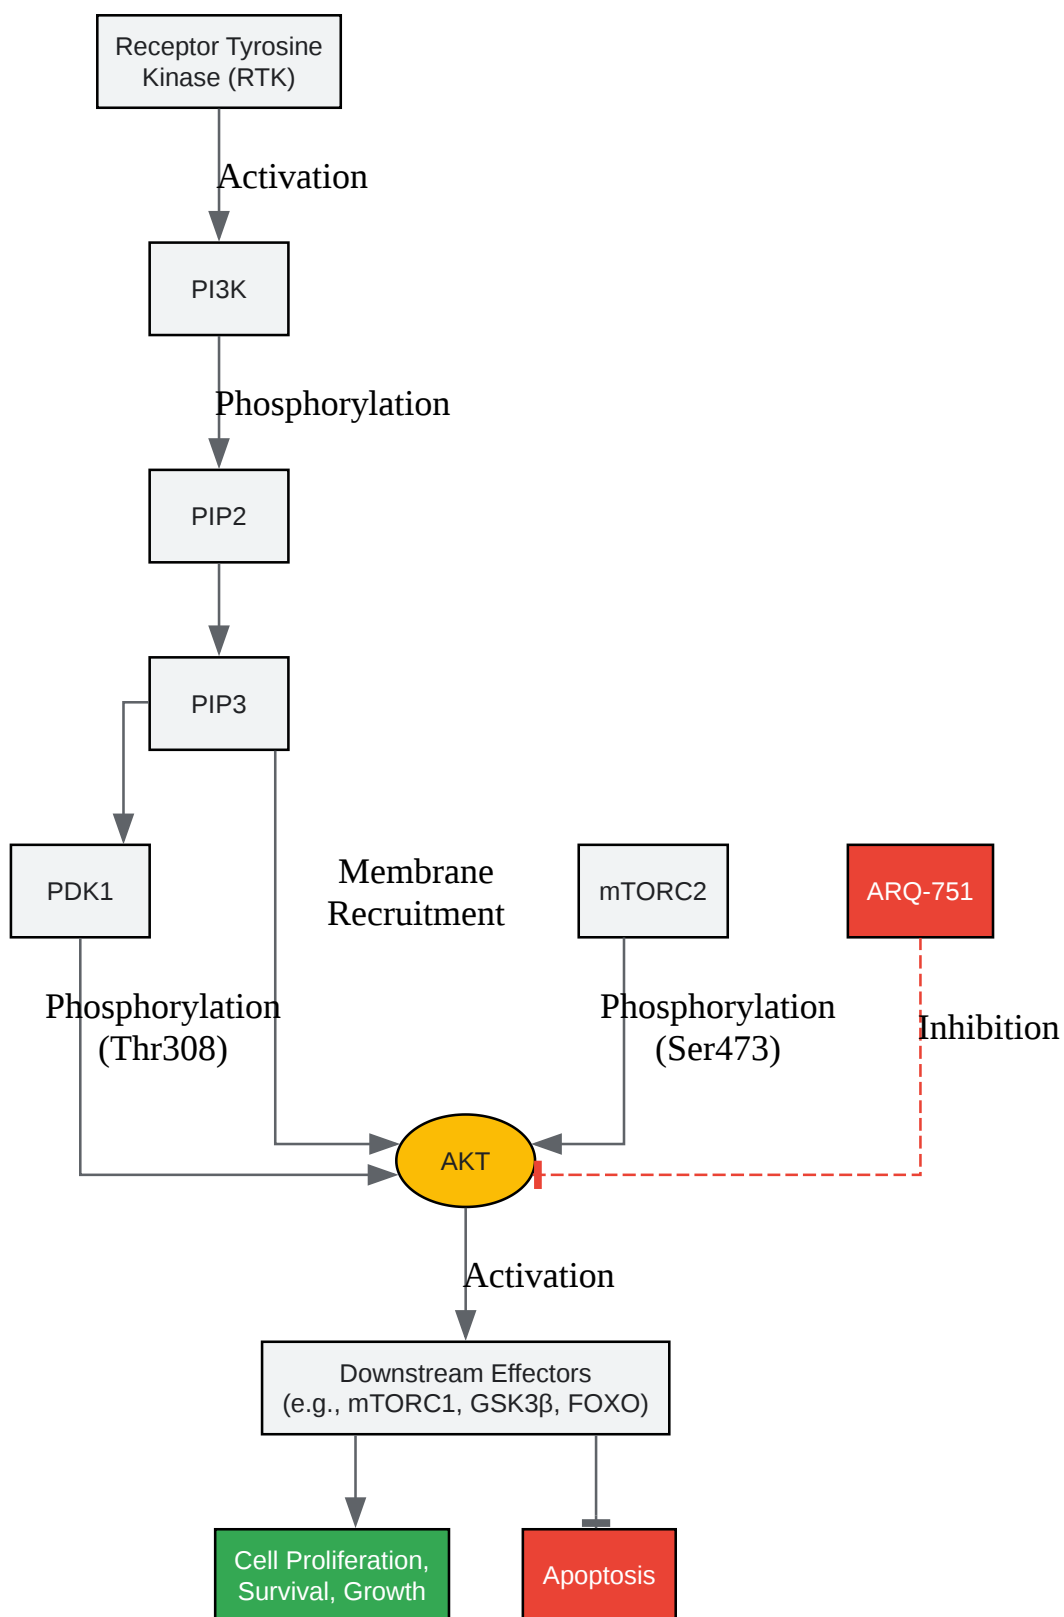 Receptor Tyrosine
Kinase (RTK)
Activation
PI3K
Phosphorylation
PIP2
PIP3
PDK1
Membrane
Recruitment
mTORC2
ARQ-751
Phosphorylation
(Thr308)
Phosphorylation
(Ser473)
Inhibition
AKT
Activation
Downstream Effectors
(e.g., mTORC1, GSK3β, FOXO)
Cell Proliferation,
Survival, Growth
Apoptosis